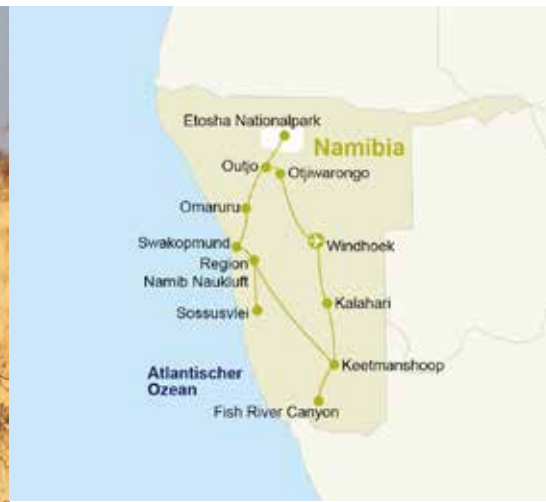 Etosha Nationalpark
Namibia
Outjo
Otjiwarongo
Omaruru
Swakopmund
Windhoek
Region
Namib Naukluft
Kalahari
Sossusvlei
Keetmanshoop
Atlantischer
Ozean
Fish River Canyon